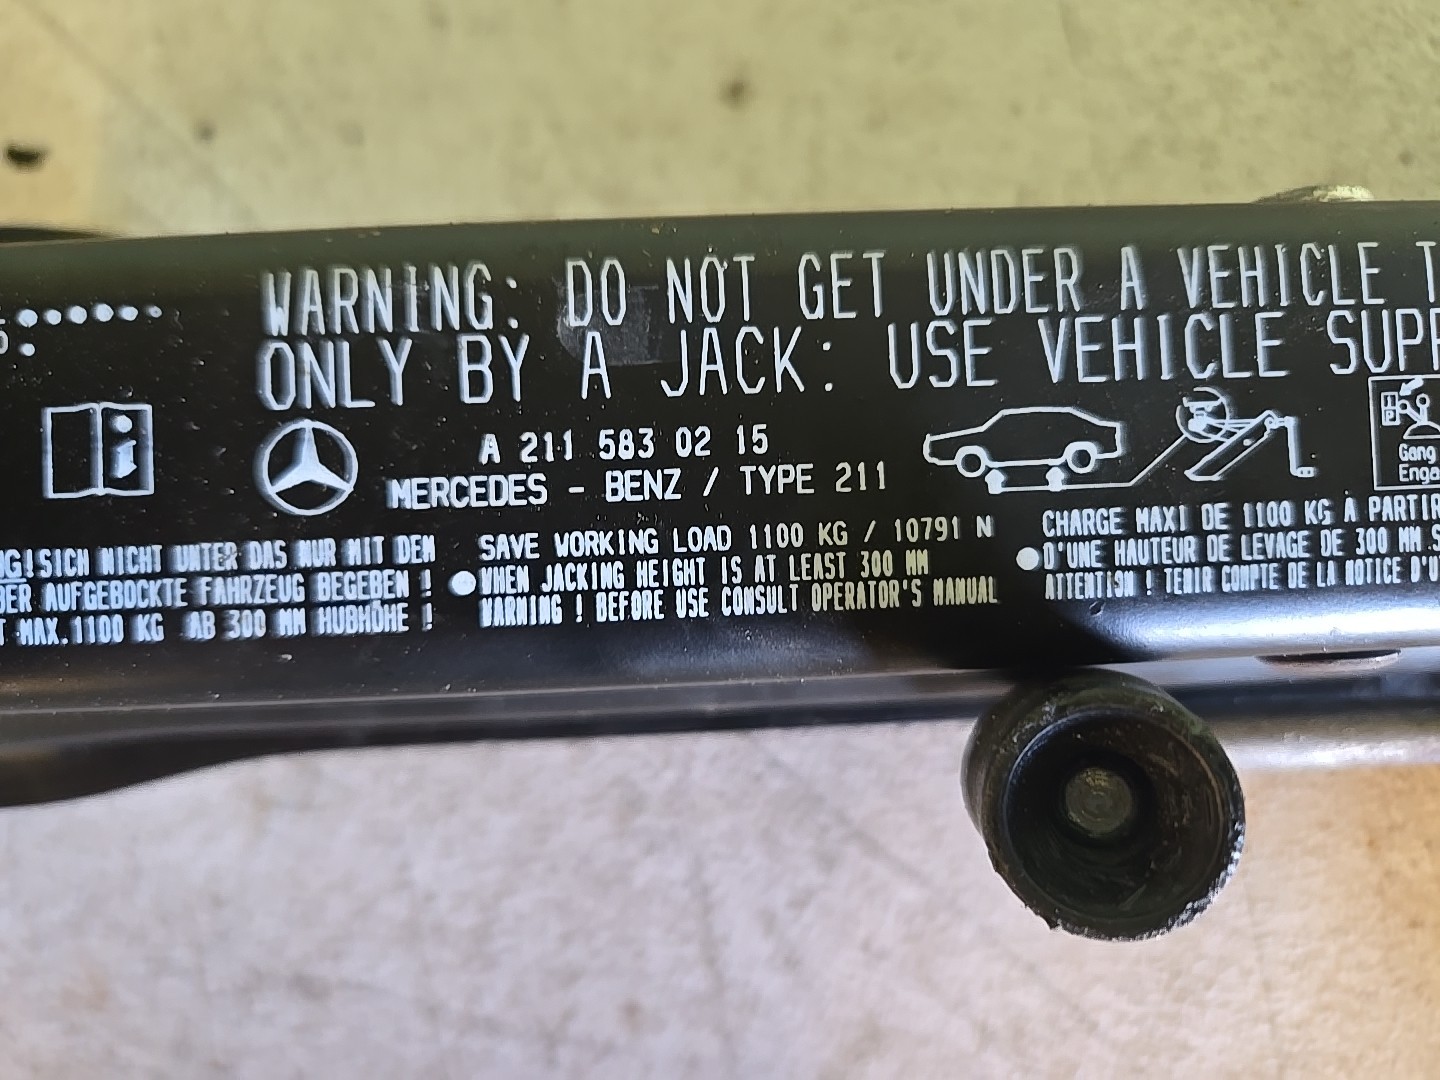 WARNING: DO NOT GET UNDER A VEHICLE
ONLY BY A JACK: USE VEHICLE
A 211 583 02 15
MERCEDES - BENZ / TYPE 211
SICH NICHT UNTER DAS NUR MIT DEM
AUFGEBOCKTE FAHRZEUG BEGEBEN !
MAX.1100 KG AB 300 MM HUBHÖHE !
SAVE WORKING LOAD 1100 KG / 10791 N
WHEN JACKING HEIGHT IS AT LEAST 300 MM
WARNING ! BEFORE USE CONSULT OPERATOR'S MANUAL
CHARGE MAXI DE 1100 KG A PARTIR
D'UNE HAUTEUR DE LEVAGE DE 300 MM.
ATTENTION ! TENIR COMPTE DE LA NOTICE
Gang